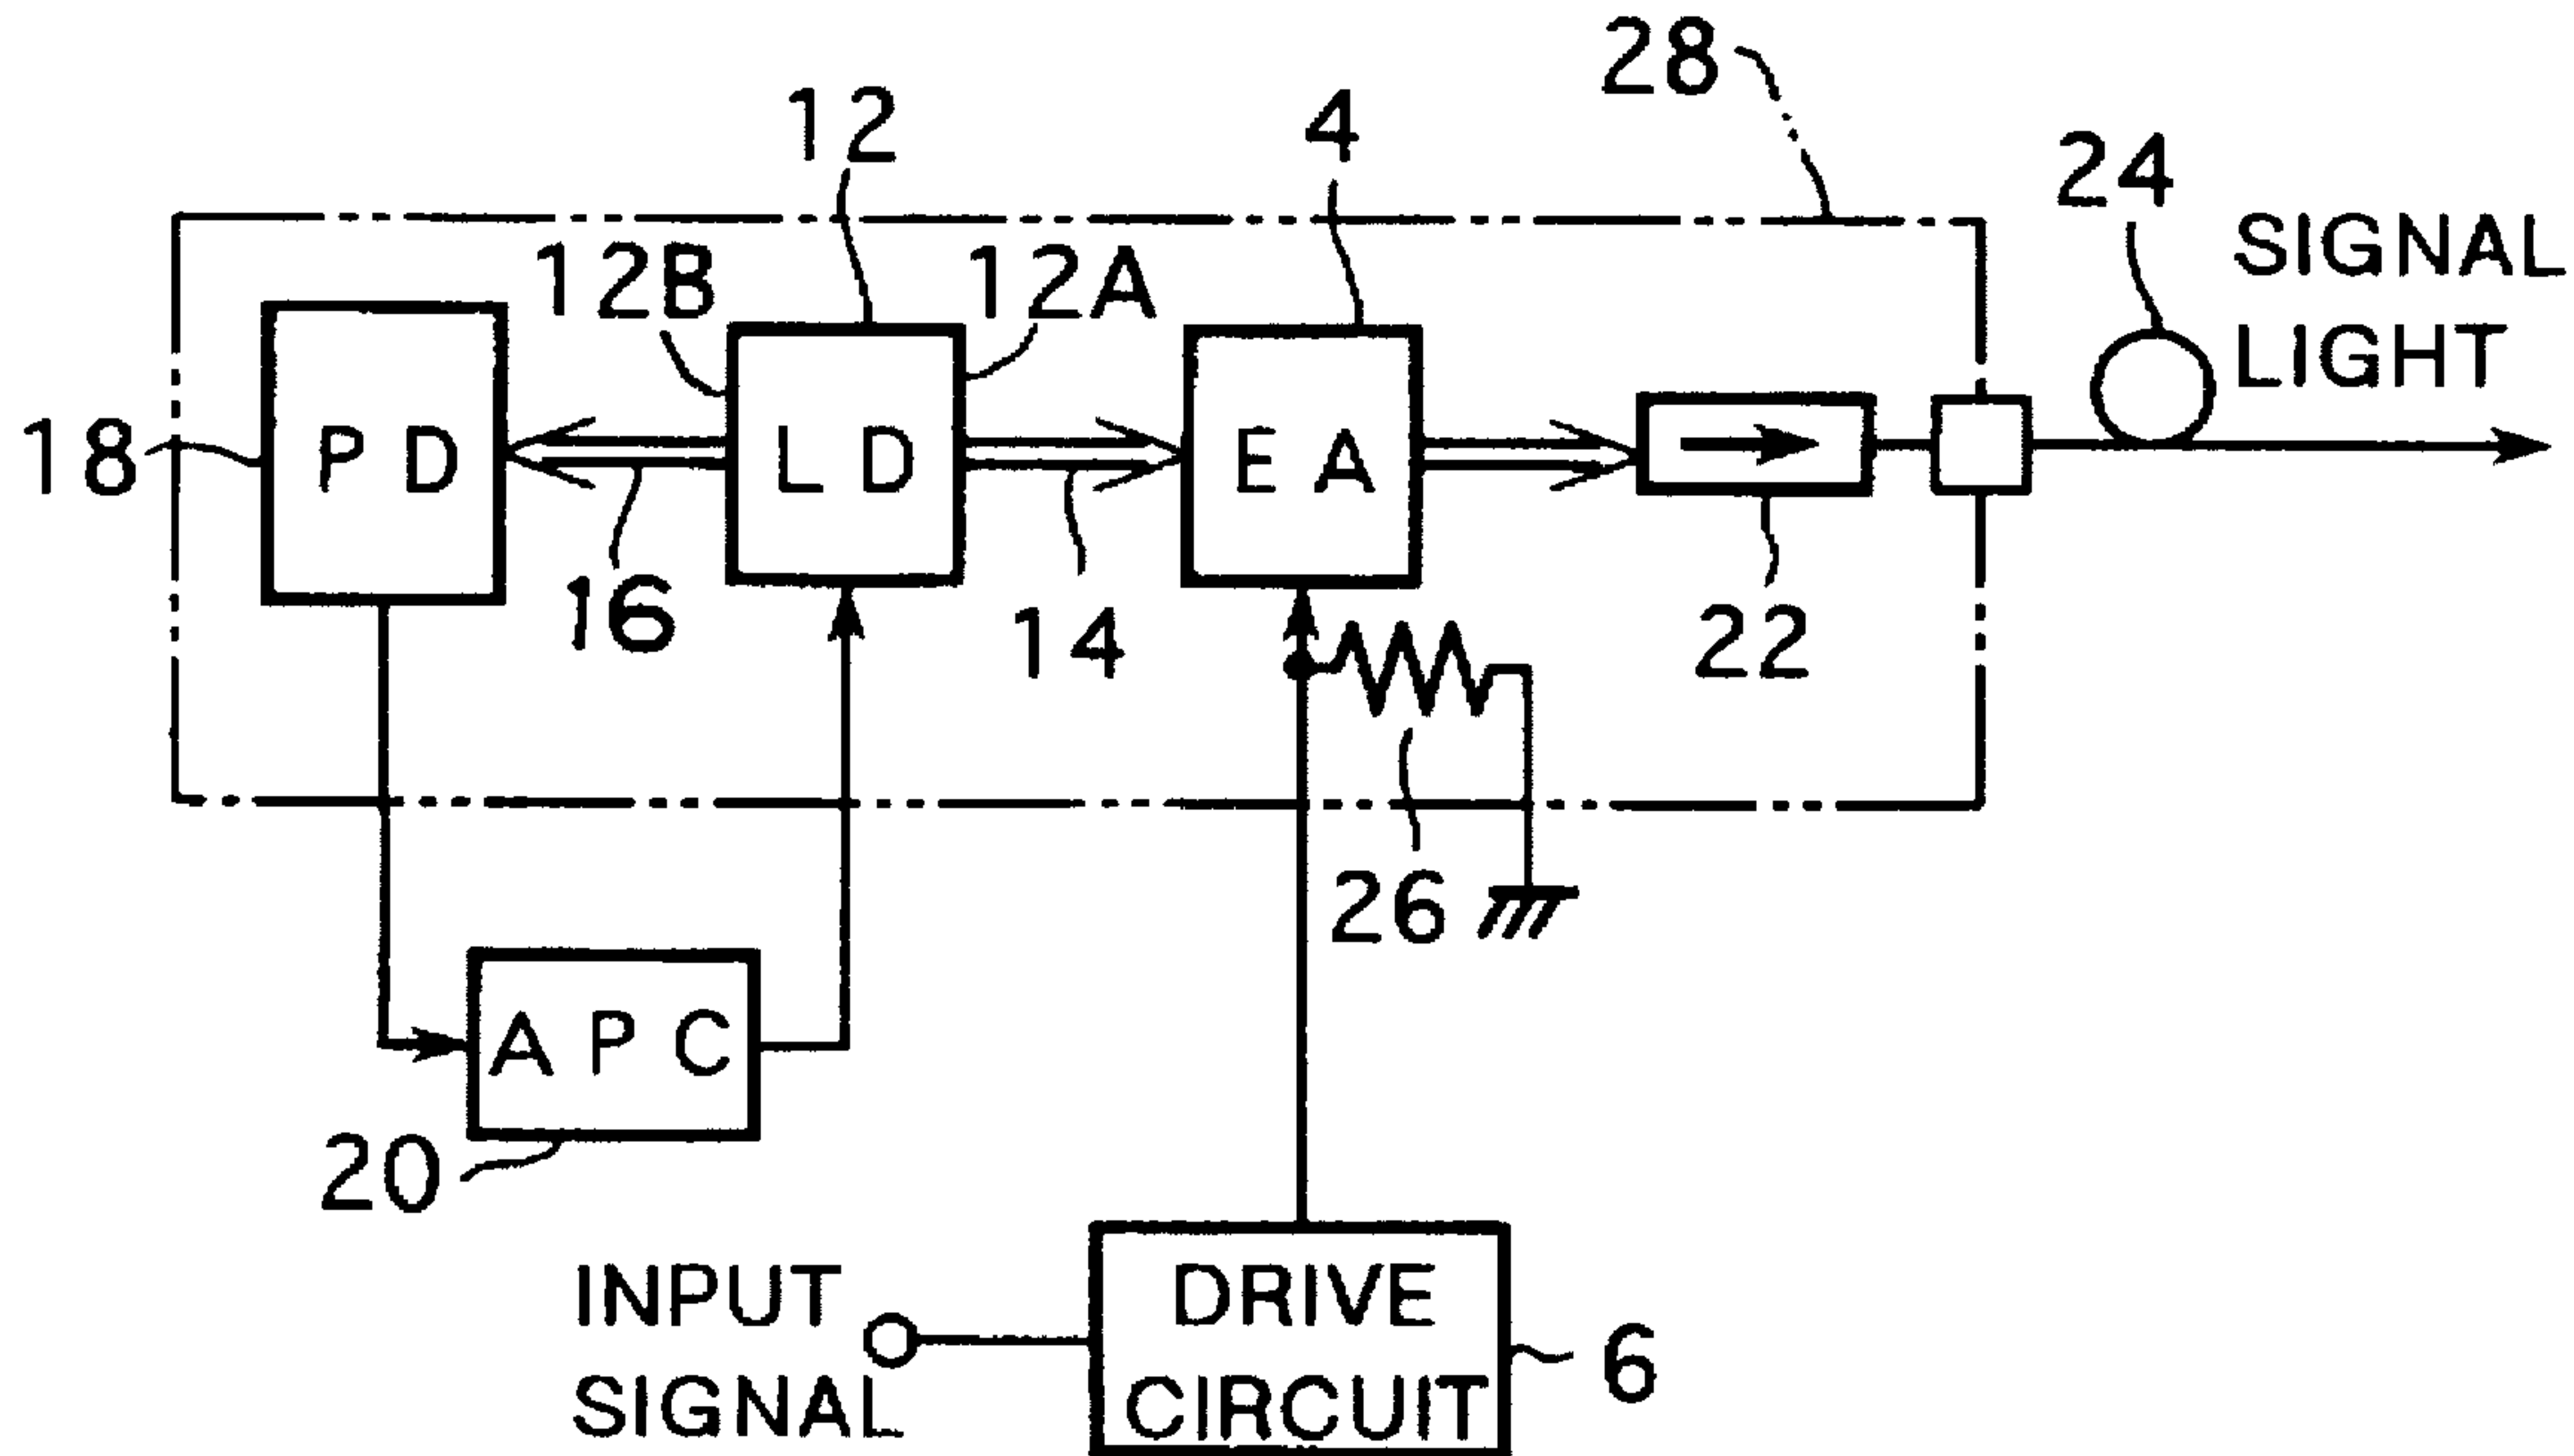 28
12
4
24
SIGNAL
LIGHT
12B
12A
18
P D
L D
E A
16
14
22
26
A P C
20
INPUT
SIGNAL
DRIVE
CIRCUIT
6